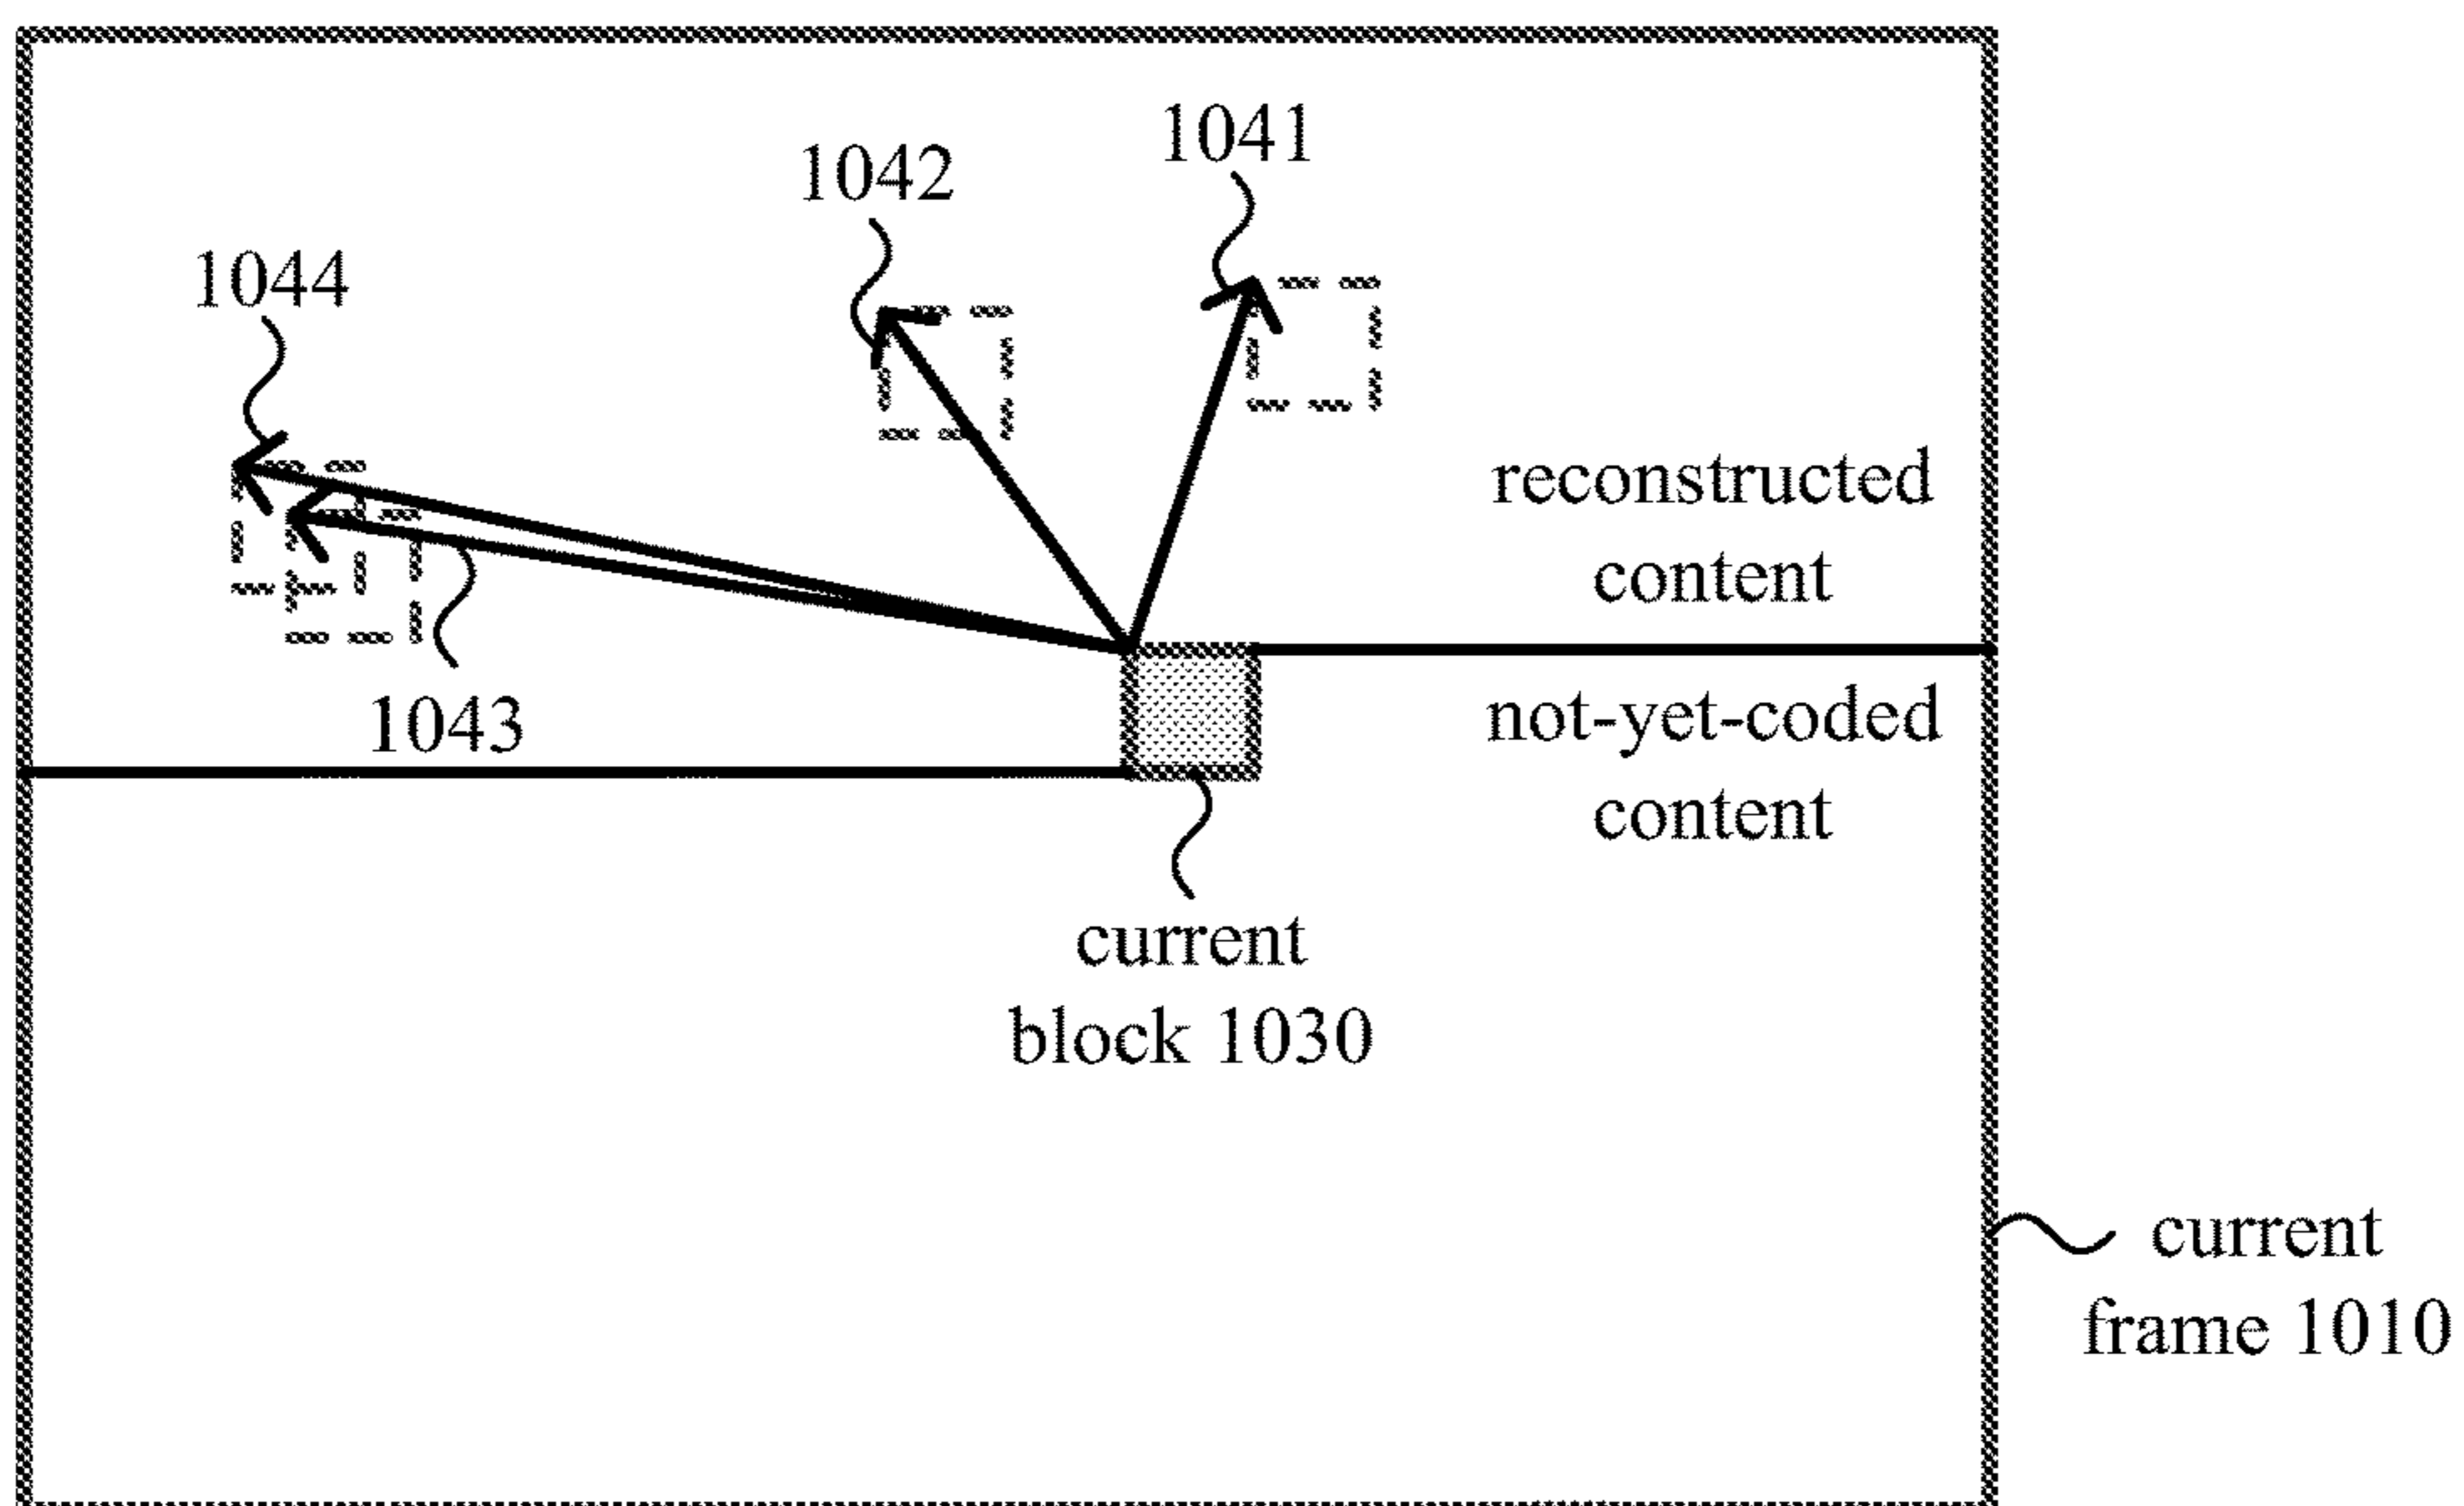 1041
1042
1044
reconstructed
content
1043
not-yet-coded
content
current
block 1030
current
frame 1010